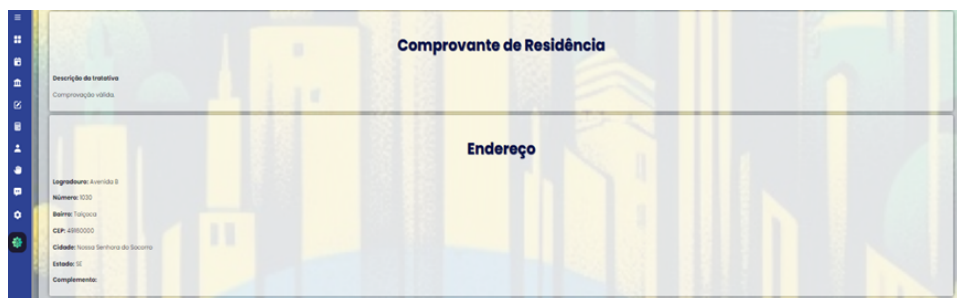 Comprovante de Residência
Descrição da tratativa
Comprovação válida.
Endereço
Logradouro: Avenida B
Número: 1030
Bairro: Taiçoca
CEP: 49160000
Cidade: Nossa Senhora do Socorro
Estado: SE
Complemento: